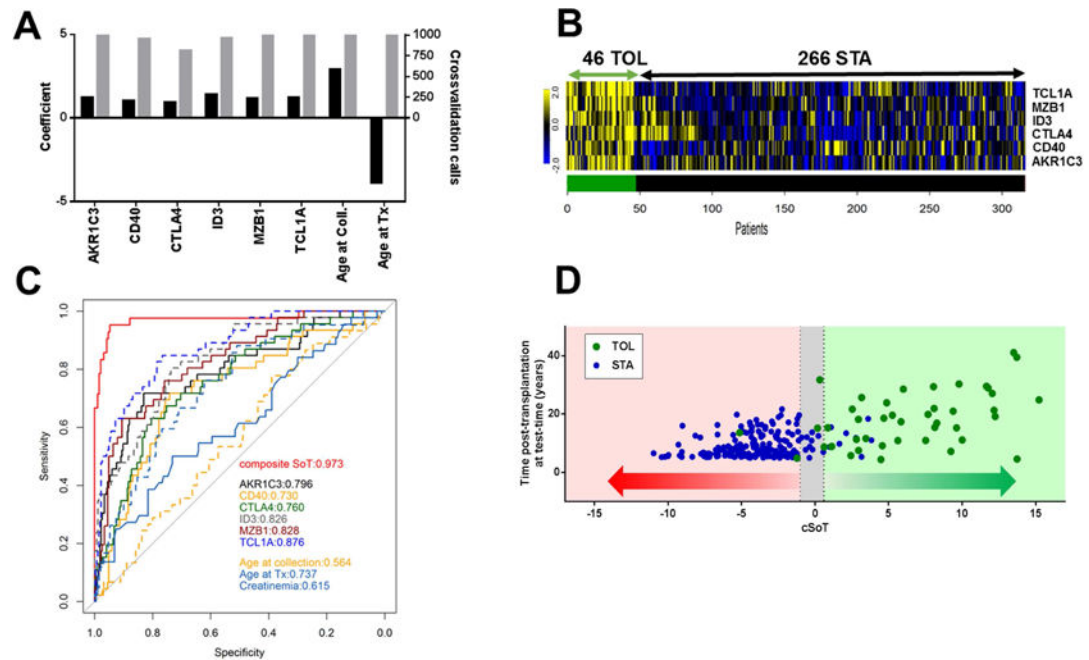 A
Coefficient
5
0
-5
1000
750
500
250
0
Crossvalidation calls
AKR1C3
CD40
CTLA4
ID3
MZB1
TCL1A
Age at Coll.
Age at Tx
B
46 TOL
266 STA
2.0
0.0
-2.0
TCL1A
MZB1
ID3
CTLA4
CD40
AKR1C3
0 50 100 150 200 250 300
Patients
C
Sensitivity
1.0
0.8
0.6
0.4
0.2
0.0
composite SoT:0.973
AKR1C3:0.796
CD40:0.730
CTLA4:0.760
ID3:0.826
MZB1:0.828
TCL1A:0.876
Age at collection:0.564
Age at Tx:0.737
Creatinemia:0.615
1.0 0.8 0.6 0.4 0.2 0.0
Specificity
D
Time post-transplantation
at test-time (years)
40
20
0
TOL
STA
-15 -10 -5 0 5 10 15
cSoT